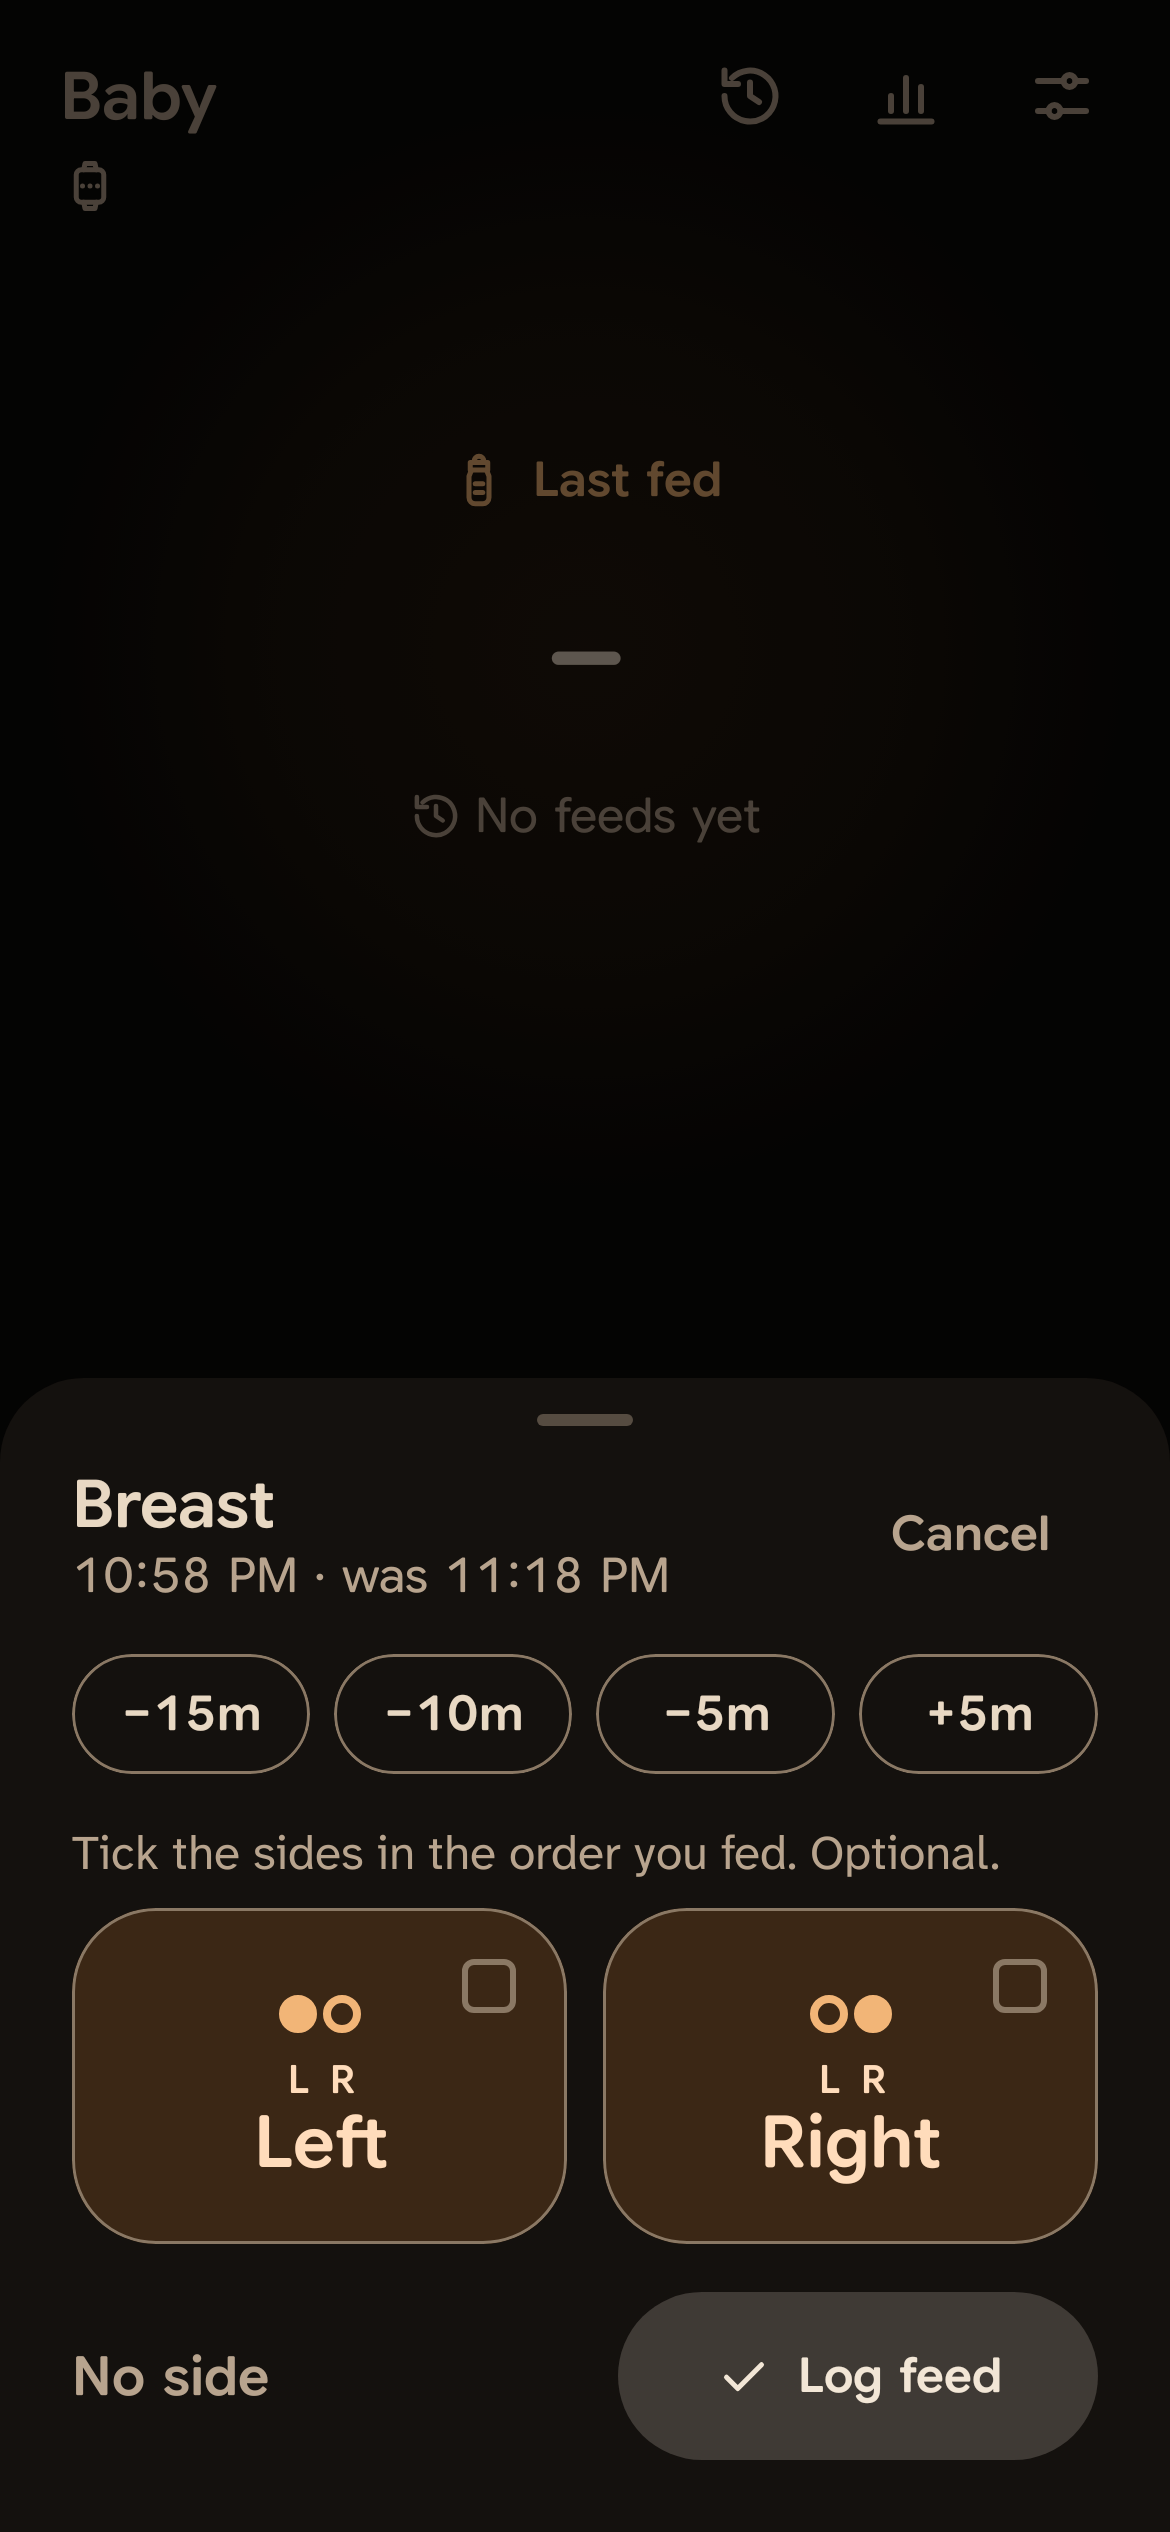 Baby
Last fed
–
No feeds yet
Breast
Cancel
10:58 PM · was 11:18 PM
−15m
−10m
−5m
+5m
Tick the sides in the order you fed. Optional.
L R
Left
L R
Right
No side
Log feed